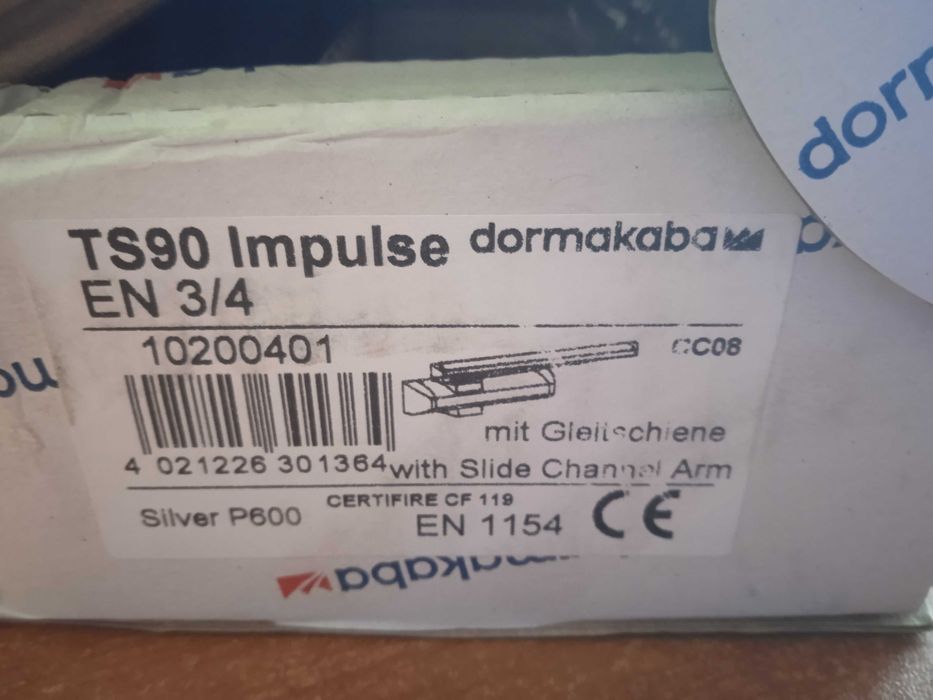 dorm
TS90 Impulse dormakaba
EN 3/4
10200401
CC08
4 021226 301364
mit Gleitschiene
with Slide Channel Arm
Silver P600
CERTIFIRE CF 119
EN 1154
CE
dormakaba